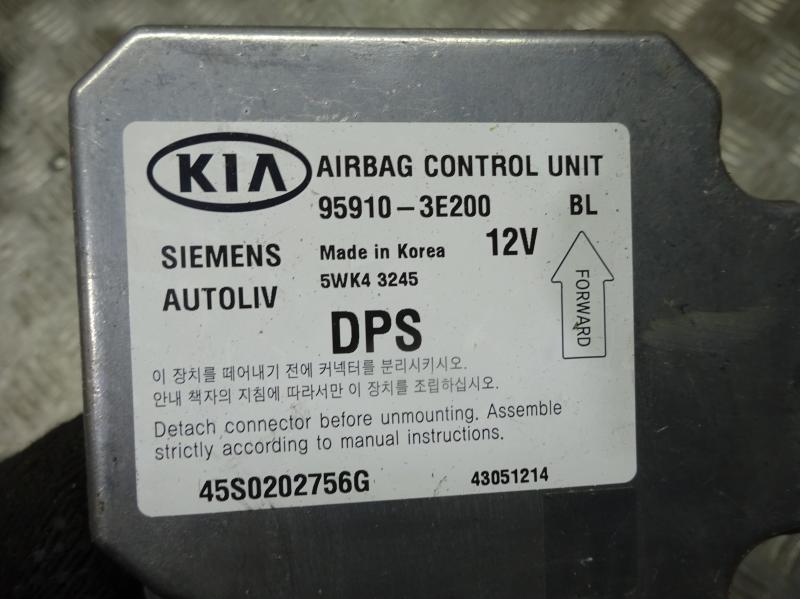 KIA AIRBAG CONTROL UNIT
95910-3E200 BL
SIEMENS Made in Korea 12V
AUTOLIV 5WK4 3245
FORWARD
DPS
이 장치를 떼어내기 전에 커넥터를 분리시키시오.
안내 책자의 지침에 따라서만 이 장치를 조립하십시오.
Detach connector before unmounting. Assemble
strictly according to manual instructions.
45S0202756G 43051214